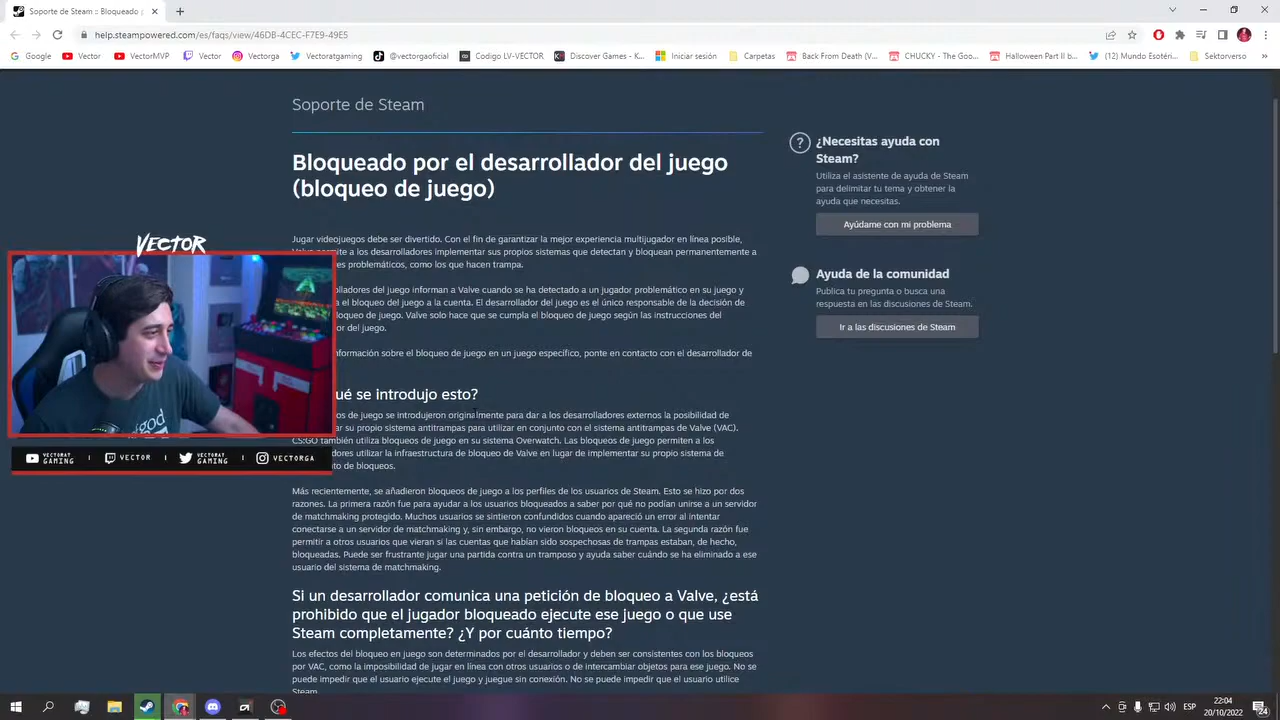 Soporte de Steam :: Bloqueado p
help.steampowered.com/es/faqs/view/46DB-4CEC-F7E9-49E5
Google
Vector
VectorMVP
Vector
Vectorga
Vectoratgaming
@vectorgaoficial
Codigo LV-VECTOR
Discover Games - K...
Iniciar sesión
Carpetas
Back From Death (V...
CHUCKY - The Goo...
Halloween Part II b...
(12) Mundo Esotéri...
Sektorverso
»
Soporte de Steam
Bloqueado por el desarrollador del juego
(bloqueo de juego)
Jugar videojuegos debe ser divertido. Con el fin de garantizar la mejor experiencia multijugador en línea posible,
permite a los desarrolladores implementar sus propios sistemas que detectan y bloquean permanentemente a
res problemáticos, como los que hacen trampa.
olladores del juego informan a Valve cuando se ha detectado a un jugador problemático en su juego y
a el bloqueo del juego a la cuenta. El desarrollador del juego es el único responsable de la decisión de
oqueo de juego. Valve solo hace que se cumpla el bloqueo de juego según las instrucciones del
or del juego.
nformación sobre el bloqueo de juego en un juego específico, ponte en contacto con el desarrollador de
ué se introdujo esto?
os de juego se introdujeron originalmente para dar a los desarrolladores externos la posibilidad de
ar su propio sistema antitrampas para utilizar en conjunto con el sistema antitrampas de Valve (VAC).
CS:GO también utiliza bloqueos de juego en su sistema Overwatch. Las bloqueos de juego permiten a los
adores utilizar la infraestructura de bloqueo de Valve en lugar de implementar su propio sistema de
nto de bloqueos.
Más recientemente, se añadieron bloqueos de juego a los perfiles de los usuarios de Steam. Esto se hizo por dos
razones. La primera razón fue para ayudar a los usuarios bloqueados a saber por qué no podían unirse a un servidor
de matchmaking protegido. Muchos usuarios se sintieron confundidos cuando apareció un error al intentar
conectarse a un servidor de matchmaking y, sin embargo, no vieron bloqueos en su cuenta. La segunda razón fue
permitir a otros usuarios que vieran si las cuentas que habían sido sospechosas de trampas estaban, de hecho,
bloqueadas. Puede ser frustrante jugar una partida contra un tramposo y ayuda saber cuándo se ha eliminado a ese
usuario del sistema de matchmaking.
Si un desarrollador comunica una petición de bloqueo a Valve, ¿está
prohibido que el jugador bloqueado ejecute ese juego o que use
Steam completamente? ¿Y por cuánto tiempo?
Los efectos del bloqueo en juego son determinados por el desarrollador y deben ser consistentes con los bloqueos
por VAC, como la imposibilidad de jugar en línea con otros usuarios o de intercambiar objetos para ese juego. No se
puede impedir que el usuario ejecute el juego y juegue sin conexión. No se puede impedir que el usuario utilice
Steam
¿Necesitas ayuda con
Steam?
Utiliza el asistente de ayuda de Steam
para delimitar tu tema y obtener la
ayuda que necesitas.
Ayúdame con mi problema
Ayuda de la comunidad
Publica tu pregunta o busca una
respuesta en las discusiones de Steam.
Ir a las discusiones de Steam
VECTOR
god
VECTORAT GAMING | VECTOR | VECTORAT GAMING | VECTORGA
ESP
22:04
20/10/2022
24